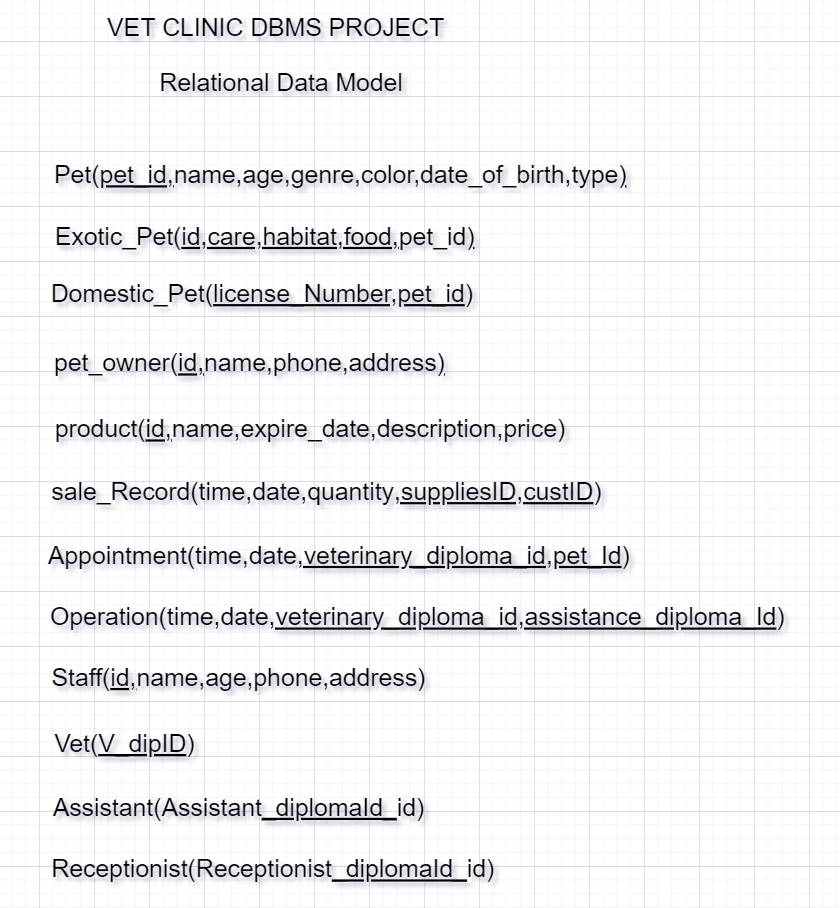 VET CLINIC DBMS PROJECT
Relational Data Model
Pet(pet_id,name,age,genre,color,date_of_birth,type)
Exotic_Pet(id,care,habitat,food,pet_id)
Domestic_Pet(license_Number,pet_id)
pet_owner(id,name,phone,address)
product(id,name,expire_date,description,price)
sale_Record(time,date,quantity,suppliesID,custID)
Appointment(time,date,veterinary_diploma_id,pet_Id)
Operation(time,date,veterinary_diploma_id,assistance_diploma_Id)
Staff(id,name,age,phone,address)
Vet(V_dipID)
Assistant(Assistant_diplomaId_id)
Receptionist(Receptionist_diplomaId_id)